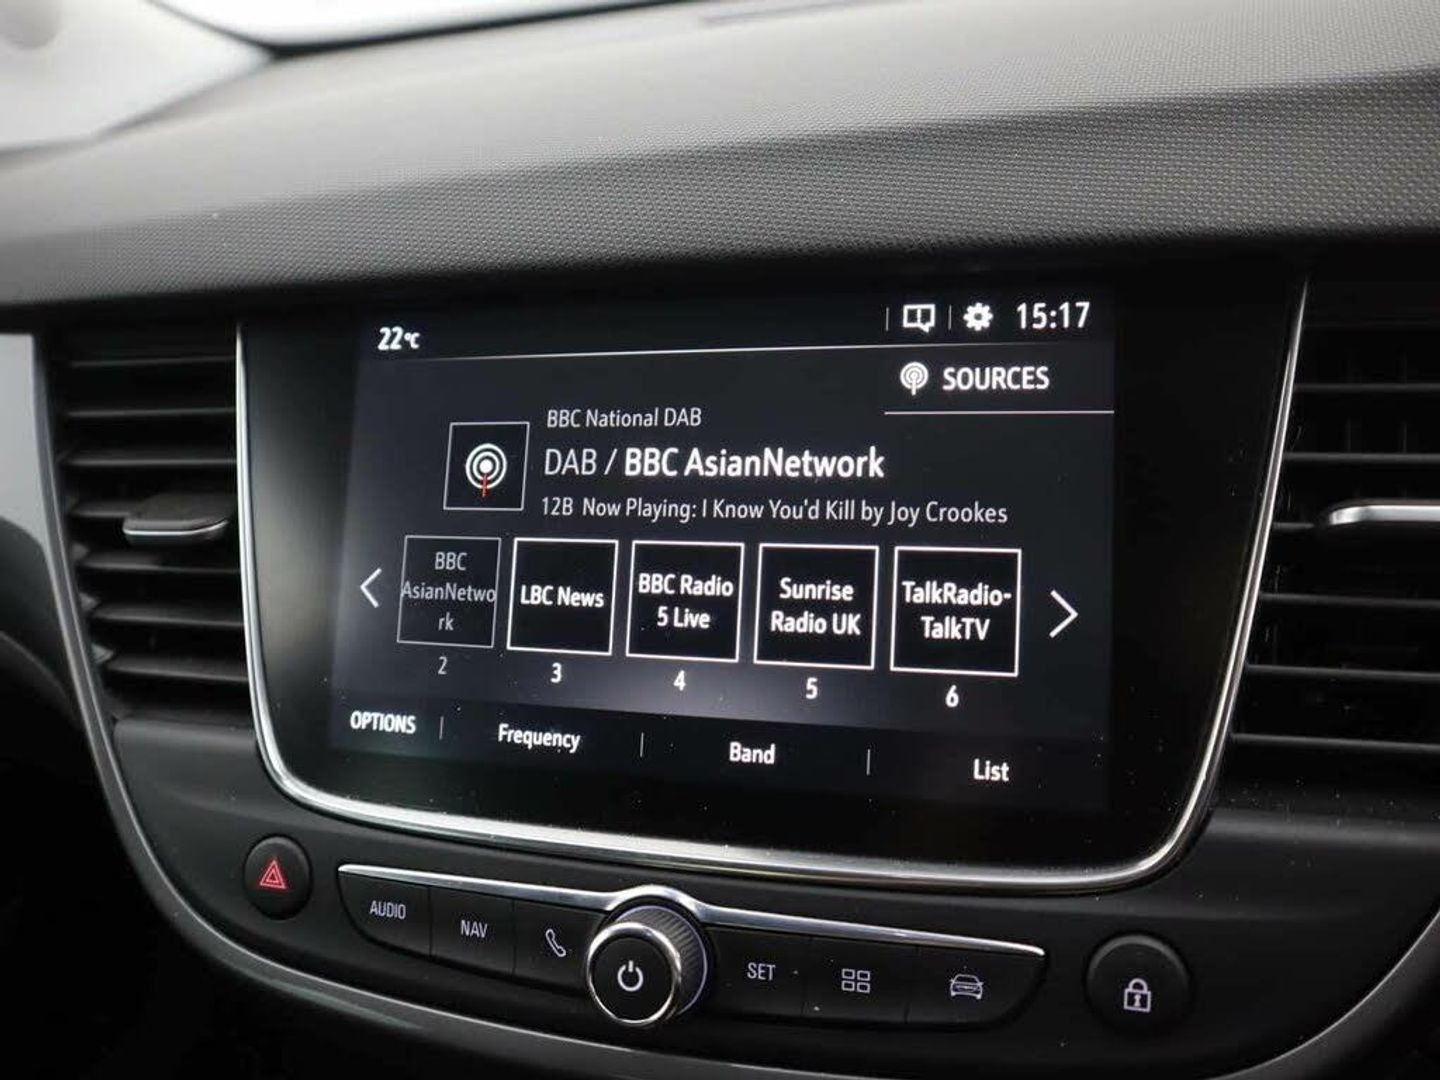 22°C
15:17
SOURCES
BBC National DAB
DAB / BBC AsianNetwork
12B Now Playing: I Know You'd Kill by Joy Crookes
BBC
AsianNetwo
rk
LBC News
BBC Radio
5 Live
Sunrise
Radio UK
TalkRadio-
TalkTV
2
3
4
5
6
OPTIONS
Frequency
Band
List
AUDIO
NAV
SET